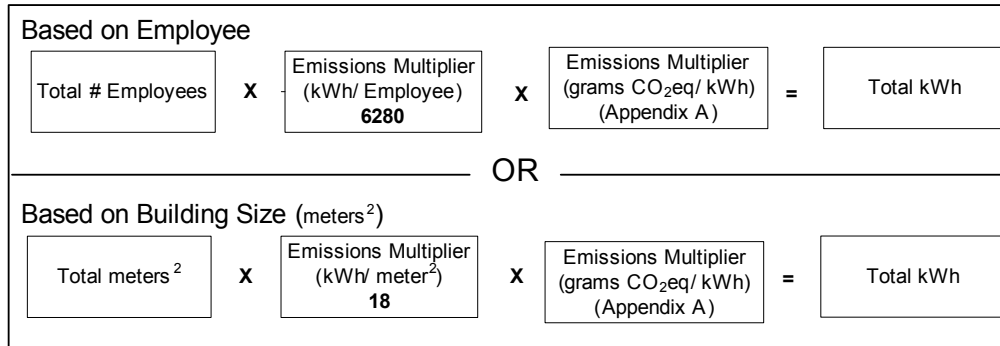 Based on Employee
Total # Employees X Emissions Multiplier (kWh/ Employee) 6280 X Emissions Multiplier (grams CO₂eq/ kWh) (Appendix A) = Total kWh
OR
Based on Building Size (meters²)
Total meters² X Emissions Multiplier (kWh/ meter²) 18 X Emissions Multiplier (grams CO₂eq/ kWh) (Appendix A) = Total kWh